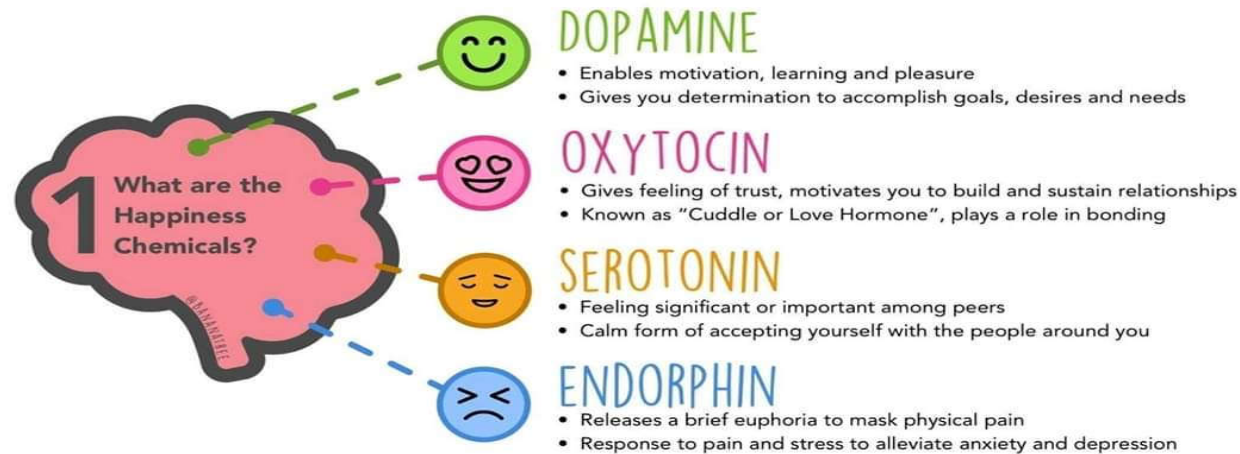 1 What are the
Happiness
Chemicals?
@BANANATREE
DOPAMINE
• Enables motivation, learning and pleasure
• Gives you determination to accomplish goals, desires and needs
OXYTOCIN
• Gives feeling of trust, motivates you to build and sustain relationships
• Known as “Cuddle or Love Hormone”, plays a role in bonding
SEROTONIN
• Feeling significant or important among peers
• Calm form of accepting yourself with the people around you
ENDORPHIN
• Releases a brief euphoria to mask physical pain
• Response to pain and stress to alleviate anxiety and depression